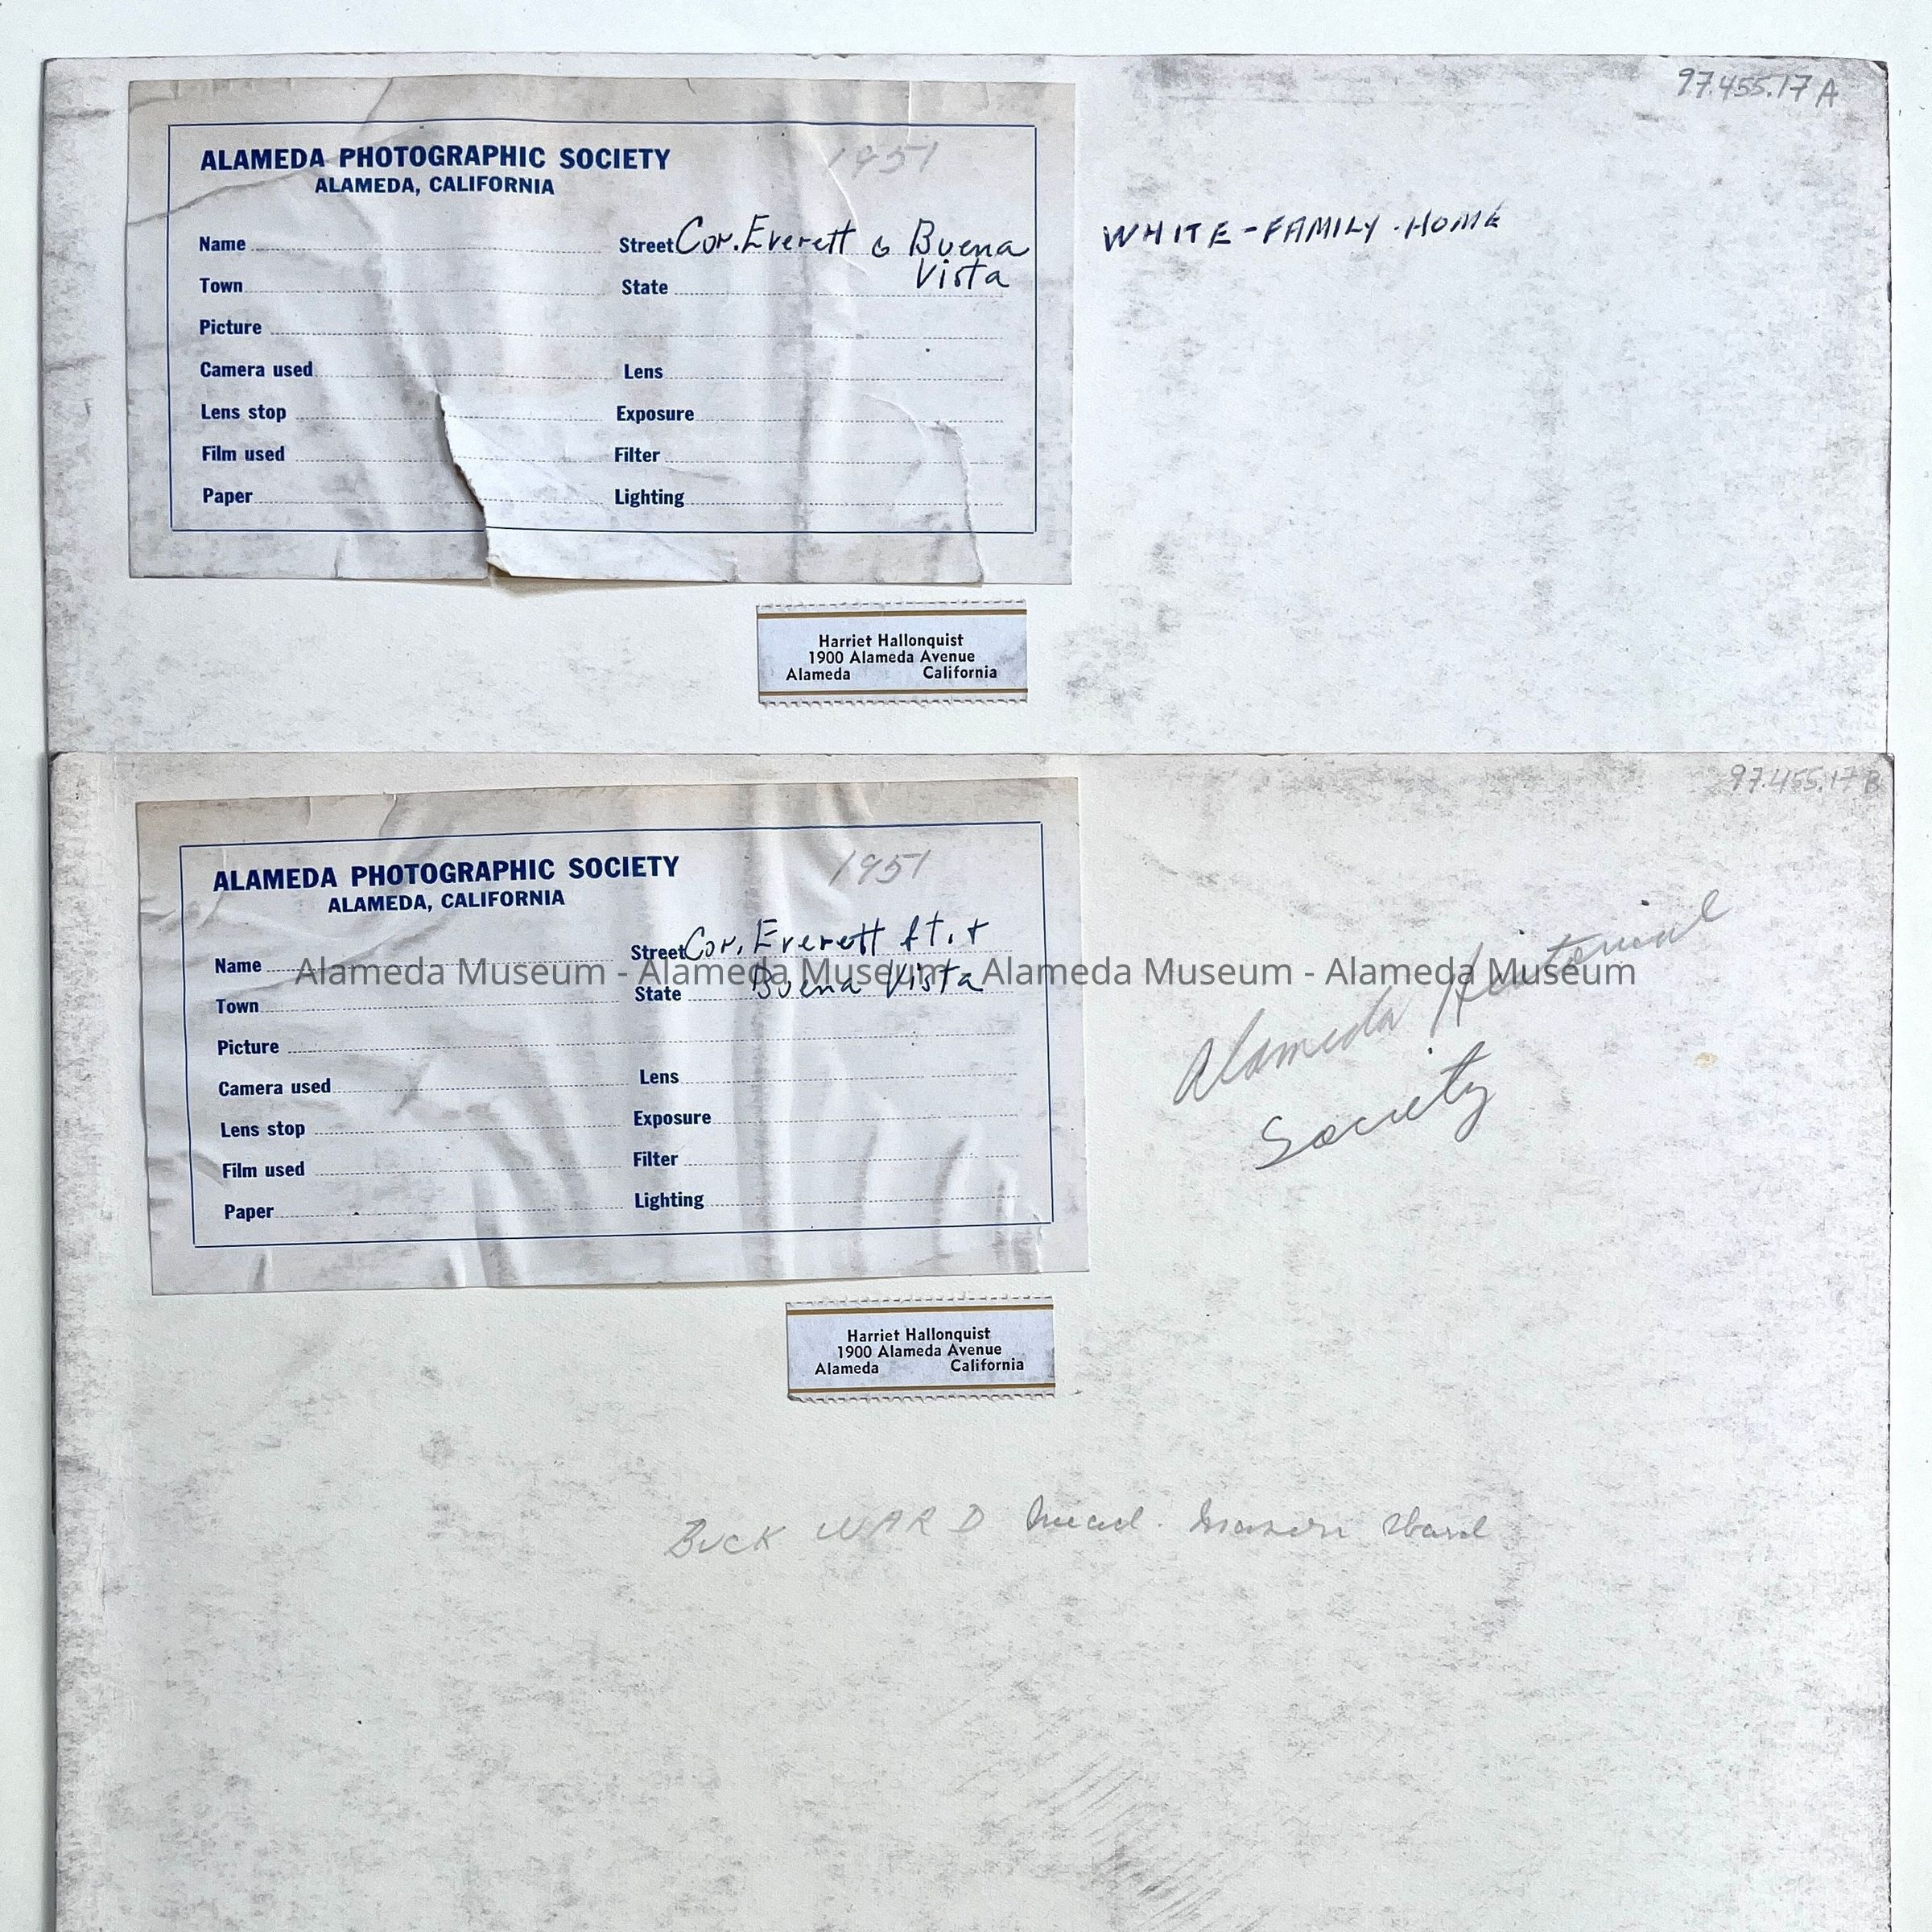 97.455.17 A
ALAMEDA PHOTOGRAPHIC SOCIETY
1951
ALAMEDA, CALIFORNIA
Name
Street Cor. Everett & Buena
Vista
Town
State
Picture
Camera used
Lens
Lens stop
Exposure
Film used
Filter
Paper
Lighting
WHITE-FAMILY-HOME
Harriet Hallonquist
1900 Alameda Avenue
Alameda California
97.455.17 B
ALAMEDA PHOTOGRAPHIC SOCIETY
1951
ALAMEDA, CALIFORNIA
Name
Street Cor. Everett St. +
Buena Vista
Town
State
Picture
Camera used
Lens
Lens stop
Exposure
Film used
Filter
Paper
Lighting
Alameda Museum - Alameda Museum - Alameda Museum - Alameda Museum
Alameda Historical
Society
Harriet Hallonquist
1900 Alameda Avenue
Alameda California
BUCK WARD